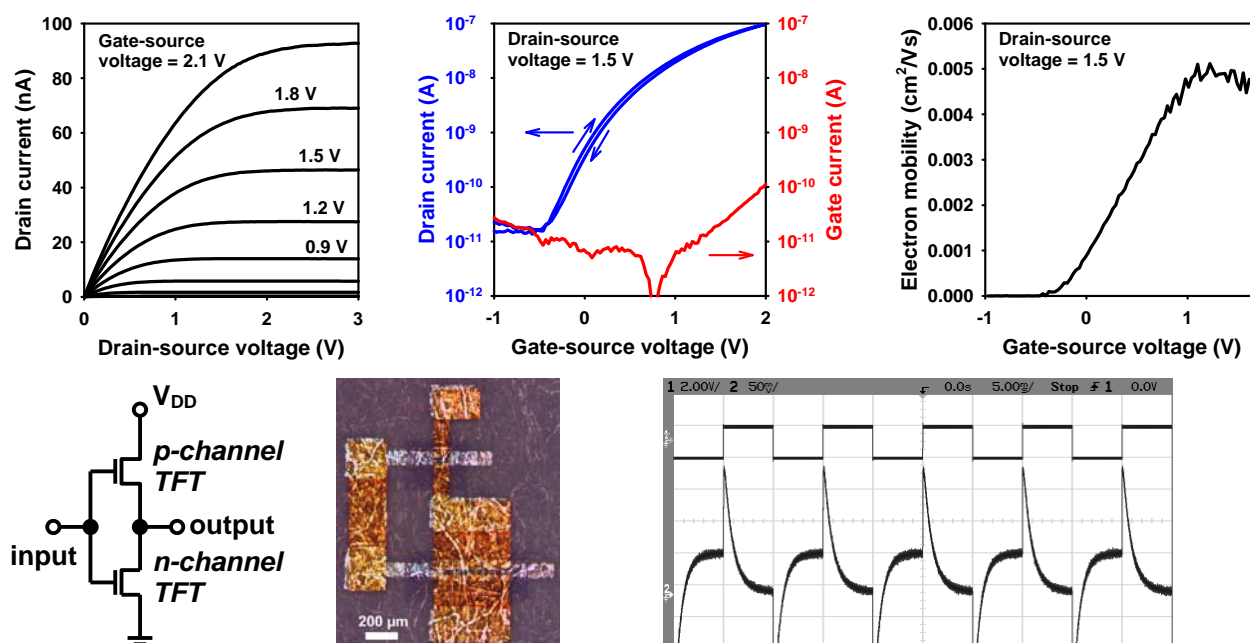 Gate-source
voltage = 2.1 V
1.8 V
1.5 V
1.2 V
0.9 V
100
80
60
40
20
0
0
1
2
3
Drain current (nA)
Drain-source voltage (V)
Drain-source
voltage = 1.5 V
10⁻⁷
10⁻⁸
10⁻⁹
10⁻¹⁰
10⁻¹¹
10⁻¹²
10⁻⁷
10⁻⁸
10⁻⁹
10⁻¹⁰
10⁻¹¹
10⁻¹²
-1
0
1
2
Drain current (A)
Gate current (A)
Gate-source voltage (V)
Drain-source
voltage = 1.5 V
0.006
0.005
0.004
0.003
0.002
0.001
0.000
-1
0
1
Electron mobility (cm²/Vs)
Gate-source voltage (V)
V_DD
p-channel
TFT
input
output
n-channel
TFT
200 µm
1 2.00V/ 2 50m̲V/ 0.0s 5.00m̲s/ Stop 1 0.0V